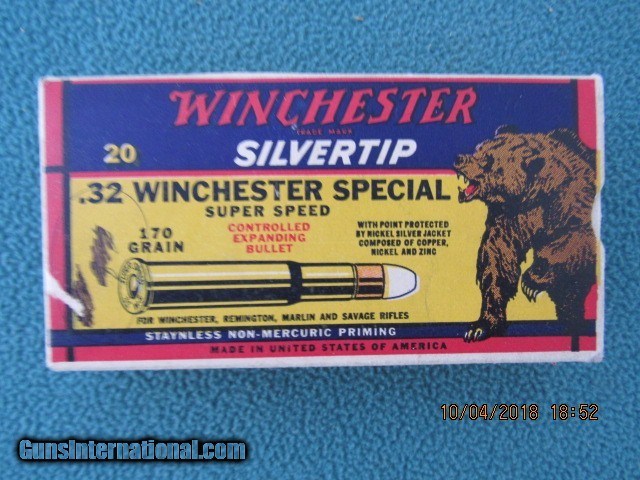 WINCHESTER
TRADE MARK
20 SILVERTIP
.32 WINCHESTER SPECIAL
SUPER SPEED
170
GRAIN
CONTROLLED
EXPANDING
BULLET
WITH POINT PROTECTED
BY NICKEL SILVER JACKET
COMPOSED OF COPPER,
NICKEL AND ZINC
FOR WINCHESTER, REMINGTON, MARLIN AND SAVAGE RIFLES
STAYNLESS NON-MERCURIC PRIMING
MADE IN UNITED STATES OF AMERICA
10/04/2018 18:52
GunsInternational.com